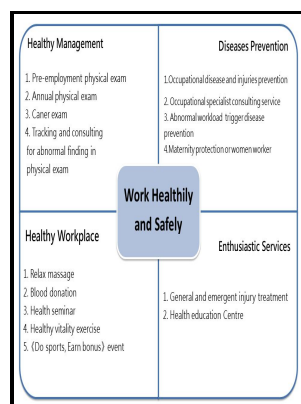 Healthy Management
1. Pre-employment physical exam
2. Annual physical exam
3. Caner exam
4. Tracking and consulting
for abnormal finding in
physical exam
Diseases Prevention
1.Occupational disease and injuries prevention
2. Occupational specialist consulting service
3. Abnormal workload trigger disease
prevention
4.Maternity protection or women worker
Work Healthily
and Safely
Healthy Workplace
1. Relax massage
2. Blood donation
3. Health seminar
4. Healthy vitality exercise
5.《Do sports, Earn bonus》event
Enthusiastic Services
1. General and emergent injury treatment
2. Health education Centre